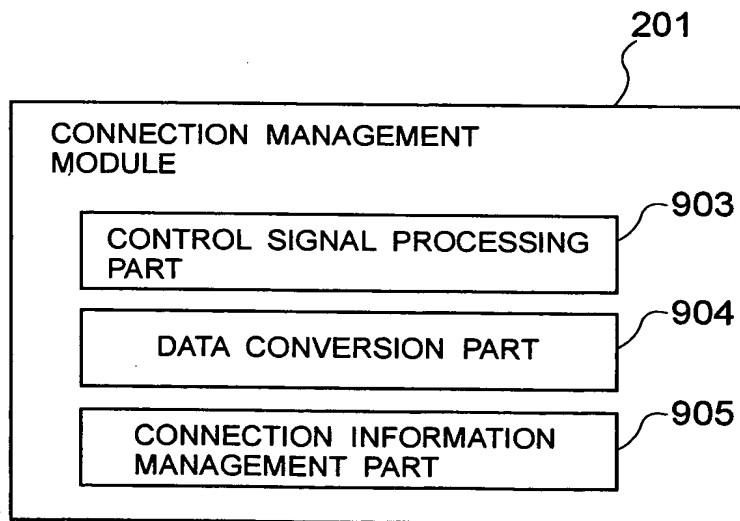 201
CONNECTION MANAGEMENT
MODULE
903
CONTROL SIGNAL PROCESSING
PART
904
DATA CONVERSION PART
905
CONNECTION INFORMATION
MANAGEMENT PART